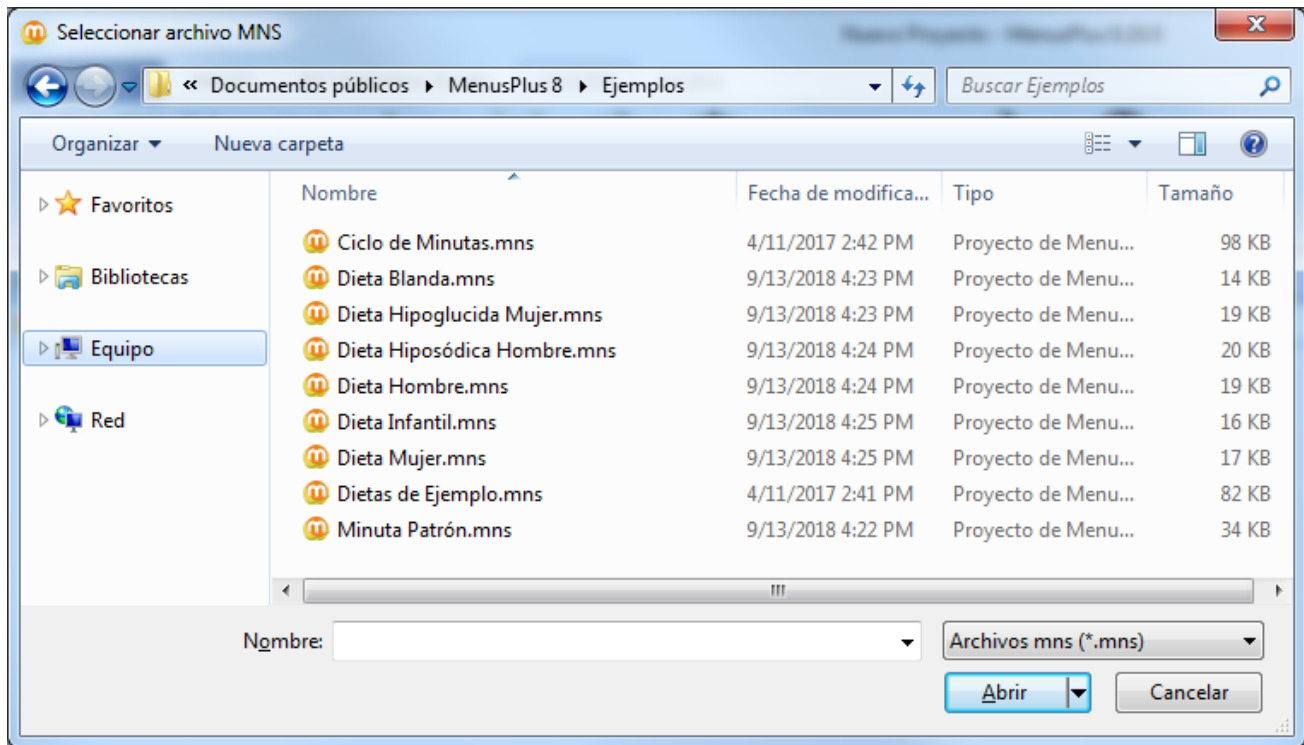 Seleccionar archivo MNS
« Documentos públicos MenusPlus 8 Ejemplos Buscar Ejemplos
Organizar Nueva carpeta
Favoritos
Bibliotecas
Equipo
Red
Nombre Fecha de modifica... Tipo Tamaño
Ciclo de Minutas.mns 4/11/2017 2:42 PM Proyecto de Menu... 98 KB
Dieta Blanda.mns 9/13/2018 4:23 PM Proyecto de Menu... 14 KB
Dieta Hipoglucida Mujer.mns 9/13/2018 4:23 PM Proyecto de Menu... 19 KB
Dieta Hiposódica Hombre.mns 9/13/2018 4:24 PM Proyecto de Menu... 20 KB
Dieta Hombre.mns 9/13/2018 4:24 PM Proyecto de Menu... 19 KB
Dieta Infantil.mns 9/13/2018 4:25 PM Proyecto de Menu... 16 KB
Dieta Mujer.mns 9/13/2018 4:25 PM Proyecto de Menu... 17 KB
Dietas de Ejemplo.mns 4/11/2017 2:41 PM Proyecto de Menu... 82 KB
Minuta Patrón.mns 9/13/2018 4:22 PM Proyecto de Menu... 34 KB
Nombre: Archivos mns (*.mns)
Abrir Cancelar